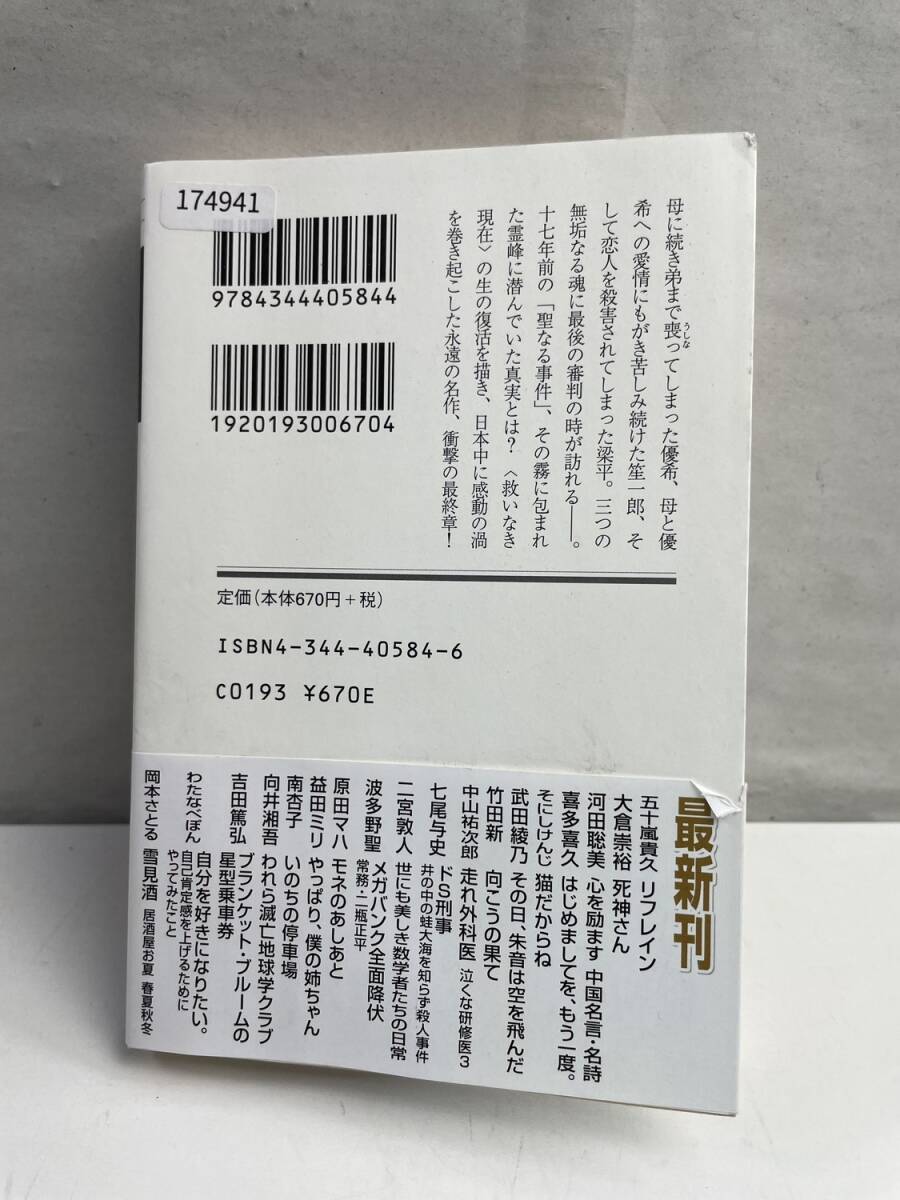 174941
9784344405844
1920193006704
母に続き弟まで喪ってしまった優希、母と優
うしな
希への愛情にもがき苦しみ続けた笙一郎、そ
して恋人を殺害されてしまった梁平。三つの
無垢なる魂に最後の審判の時が訪れる――。
十七年前の「聖なる事件」、その霧に包まれ
た霊峰に潜んでいた真実とは？〈救いなき
現在〉の生の復活を描き、日本中に感動の渦
を巻き起こした永遠の名作、衝撃の最終章！
定価（本体670円＋税）
ISBN4-344-40584-6
C0193 ¥670E
最新刊
五十嵐貴久 リフレイン
大倉崇裕 死神さん
河田聡美 心を励ます 中国名言・名詩
喜多喜久 はじめましてを、もう一度。
そにしけんじ 猫だからね
武田綾乃 その日、朱音は空を飛んだ
竹田新 向こうの果て
中山祐次郎 走れ外科医 泣くな研修医3
七尾与史 ドS刑事
井の中の蛙大海を知らず殺人事件
二宮敦人 世にも美しき数学者たちの日常
波多野聖 メガバンク全面降伏
常務・二瓶正平
原田マハ モネのあしあと
益田ミリ やっぱり、僕の姉ちゃん
南杏子 いのちの停車場
向井湘吾 われら滅亡地球学クラブ
吉田篤弘 ブランケット・ブルームの
星型乗車券
わたなべぽん 自分を好きになりたい。
自己肯定感を上げるために
やってみたこと
岡本さとる 雪見酒 居酒屋お夏 春夏秋冬